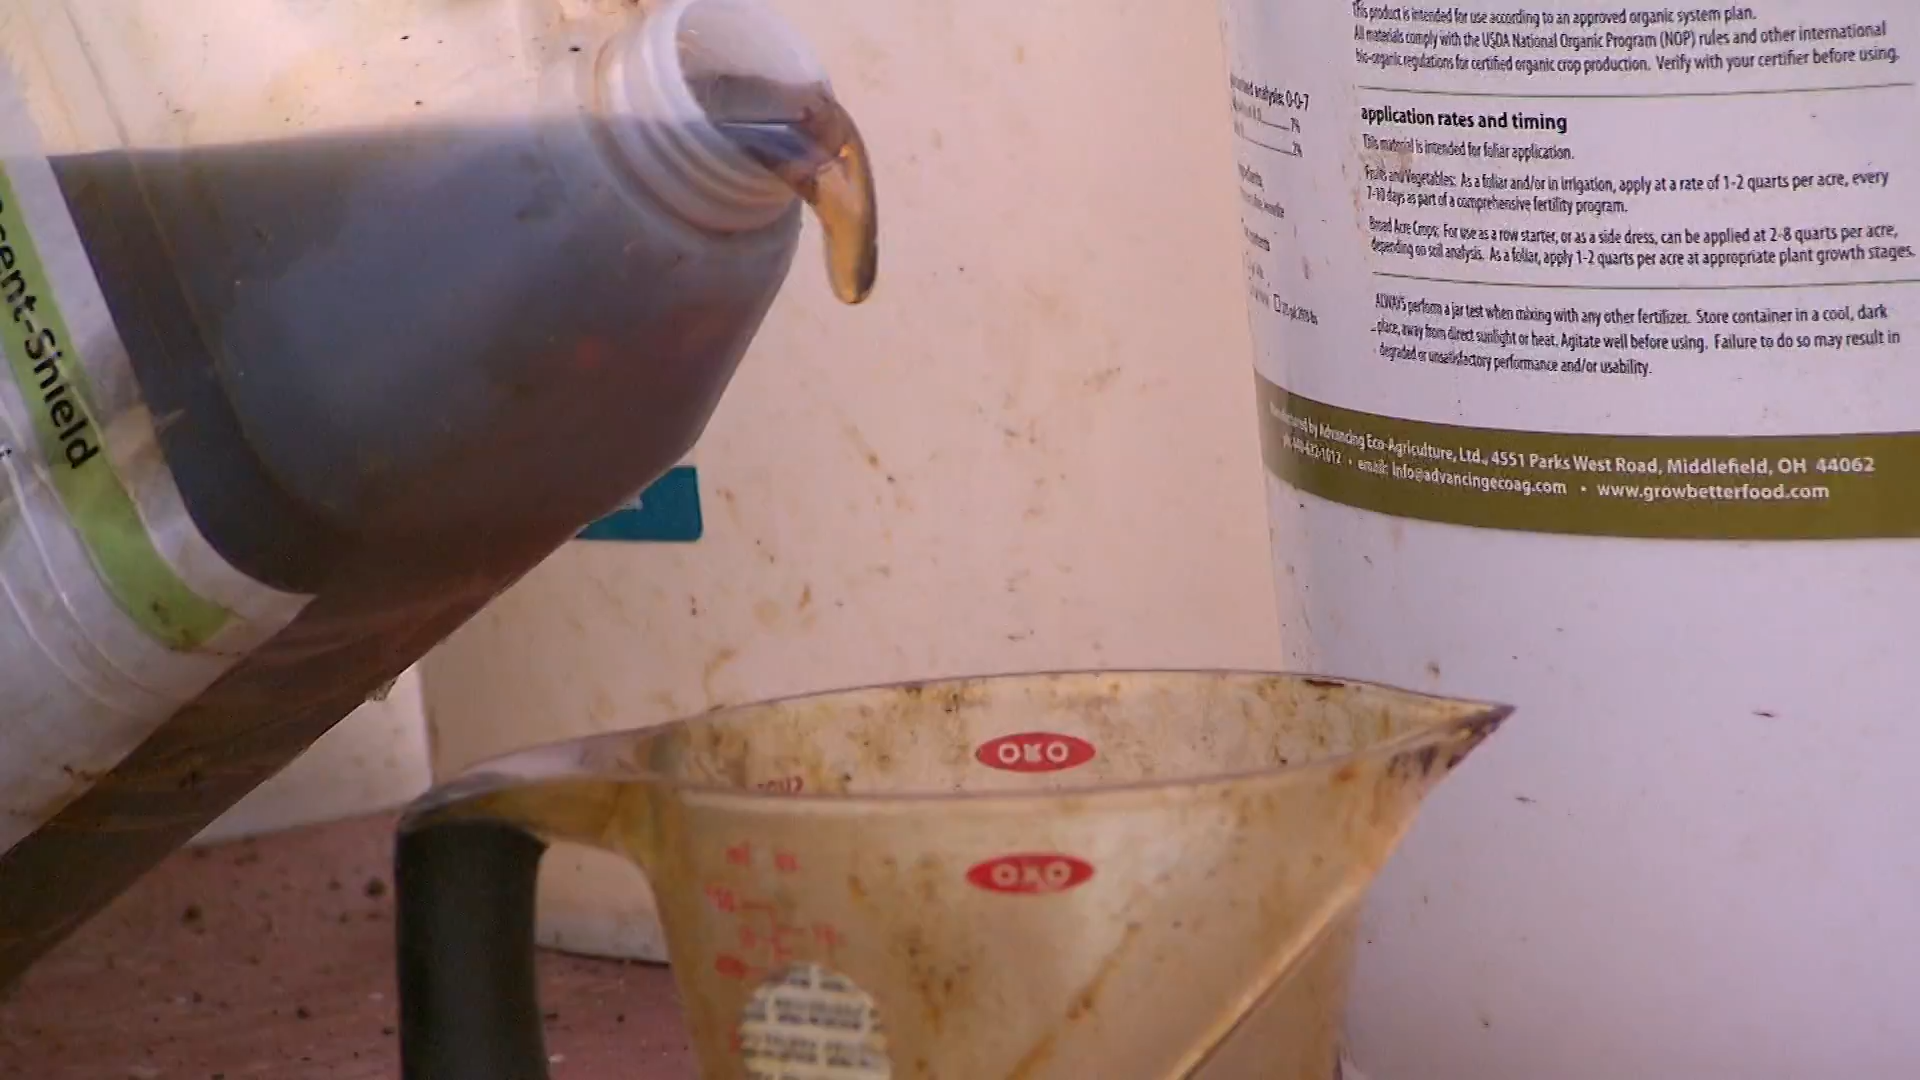 This product is intended for use according to an approved organic system plan.
All materials comply with the USDA National Organic Program (NOP) rules and other international
bio-organic regulations for certified organic crop production. Verify with your certifier before using.
analysis: 0-0-7
7%
2%
application rates and timing
This material is intended for foliar application.
Fruits and Vegetables: As a foliar and/or in irrigation, apply at a rate of 1-2 quarts per acre, every
7-10 days as part of a comprehensive fertility program.
Broad Acre Crops: For use as a row starter, or as a side dress, can be applied at 2-8 quarts per acre,
depending on soil analysis. As a foliar, apply 1-2 quarts per acre at appropriate plant growth stages.
ALWAYS perform a jar test when mixing with any other fertilizer. Store container in a cool, dark
place, away from direct sunlight or heat. Agitate well before using. Failure to do so may result in
degraded or unsatisfactory performance and/or usability.
by Advancing Eco-Agriculture, Ltd., 4551 Parks West Road, Middlefield, OH 44062
email: info@advancingecoag.com • www.growbetterfood.com
cent-Shield
OXO
OXO